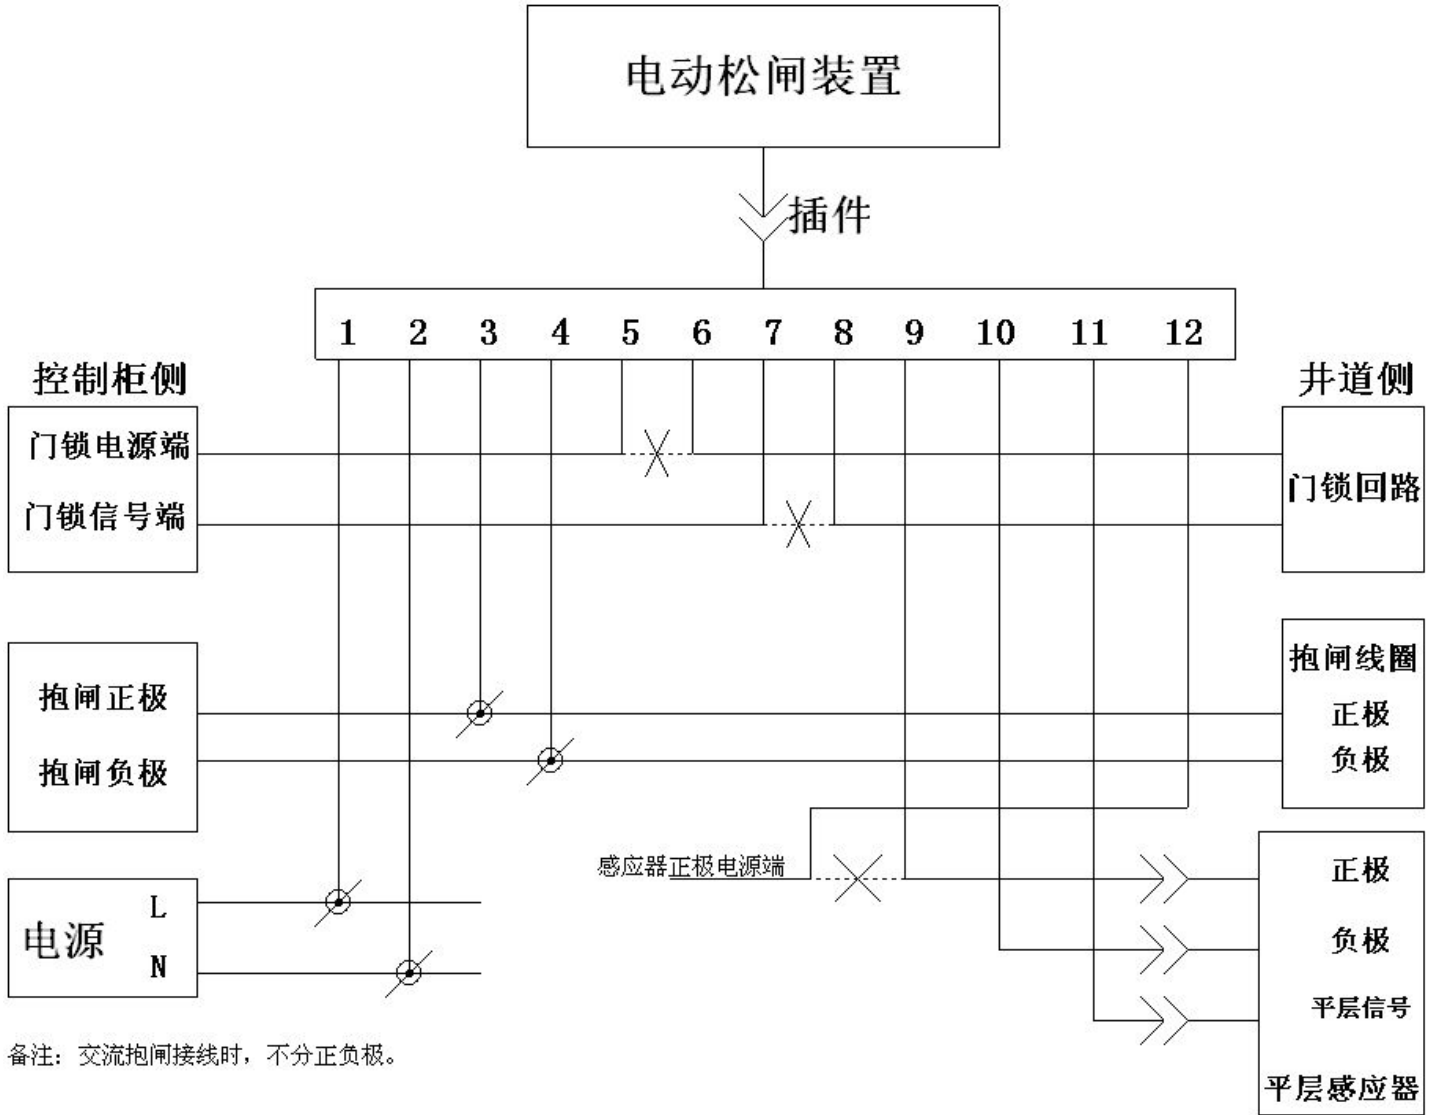 电动松闸装置
插件
1 2 3 4 5 6 7 8 9 10 11 12
控制柜侧
井道侧
门锁电源端
门锁信号端
门锁回路
抱闸正极
抱闸负极
抱闸线圈
正极
负极
感应器正极电源端
电源
L
N
正极
负极
平层信号
平层感应器
备注：交流抱闸接线时，不分正负极。